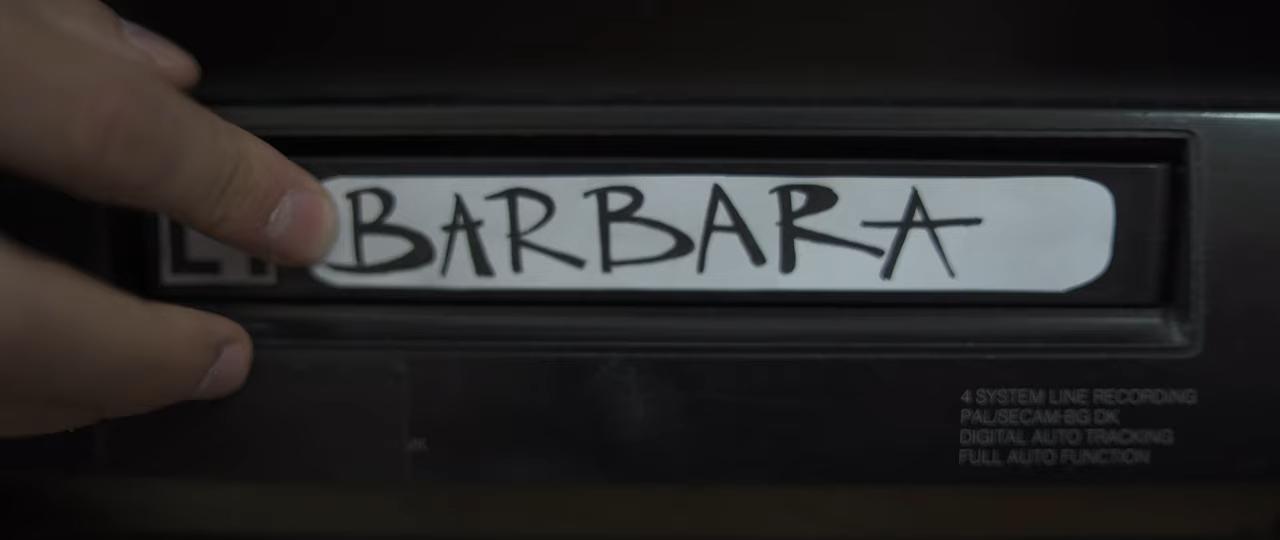 BARBARA
4 SYSTEM LINE RECORDING
PAL/SECAM-BG DK
DIGITAL AUTO TRACKING
FULL AUTO FUNCTION